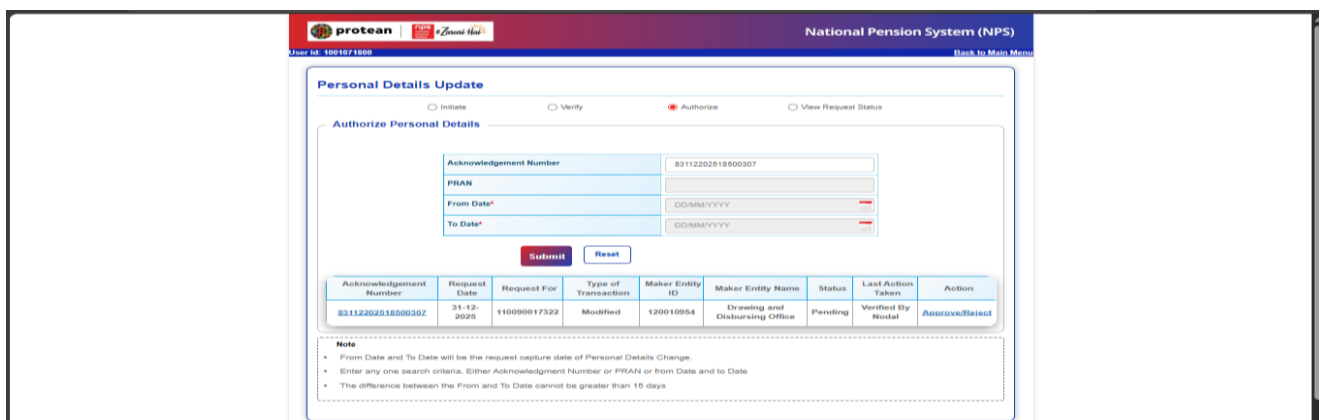 protean nps e-Zarurat Hai National Pension System (NPS)
User Id: 1001071800 Back to Main Menu
Personal Details Update
Initiate Verify Authorize View Request Status
Authorize Personal Details
Acknowledgement Number 83112202518500307
PRAN
From Date* DD/MM/YYYY
To Date* DD/MM/YYYY
Submit Reset
Acknowledgement Number Request Date Request For Type of Transaction Maker Entity ID Maker Entity Name Status Last Action Taken Action
83112202518500307 31-12-2025 110090017322 Modified 120010954 Drawing and Disbursing Office Pending Verified By Nodal Approve/Reject
Note
• From Date and To Date will be the request capture date of Personal Details Change.
• Enter any one search criteria, Either Acknowledgment Number or PRAN or from Date and to Date
• The difference between the From and To Date cannot be greater than 15 days